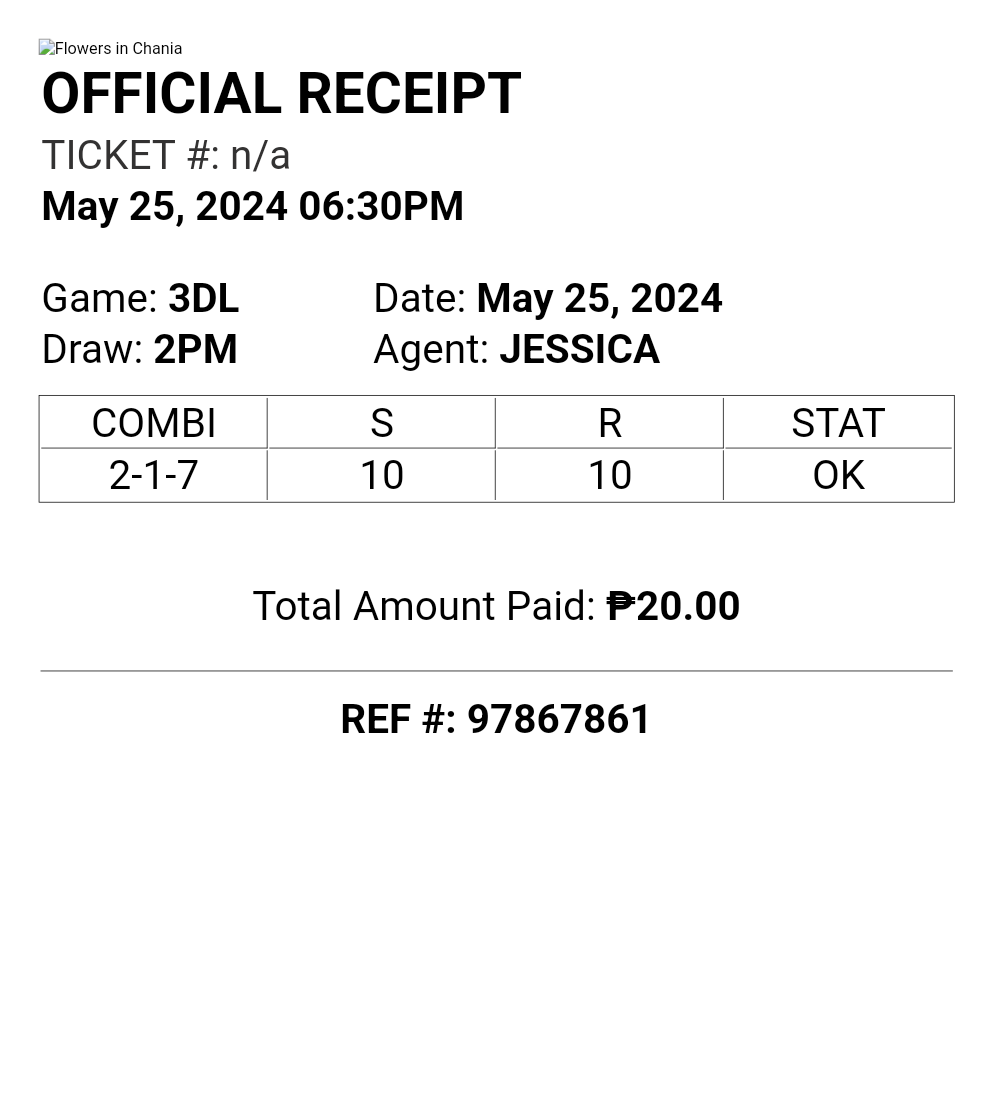 Flowers in Chania
OFFICIAL RECEIPT
TICKET #: n/a
May 25, 2024 06:30PM
Game: 3DL Date: May 25, 2024
Draw: 2PM Agent: JESSICA
COMBI S R STAT
2-1-7 10 10 OK
Total Amount Paid: ₱20.00
REF #: 97867861